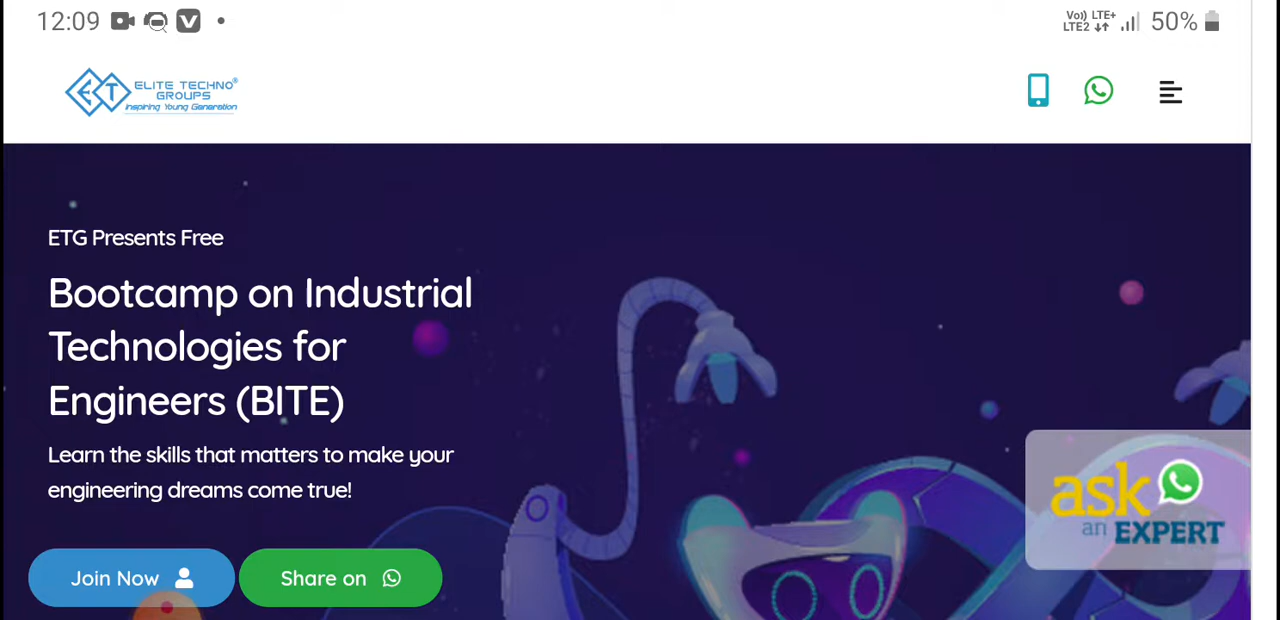 12:09
Vo) LTE+
LTE2
50%
ELITE TECHNO®
GROUPS
Inspiring Young Generation
ETG Presents Free
Bootcamp on Industrial
Technologies for
Engineers (BITE)
Learn the skills that matters to make your
engineering dreams come true!
ask
an EXPERT
Join Now
Share on